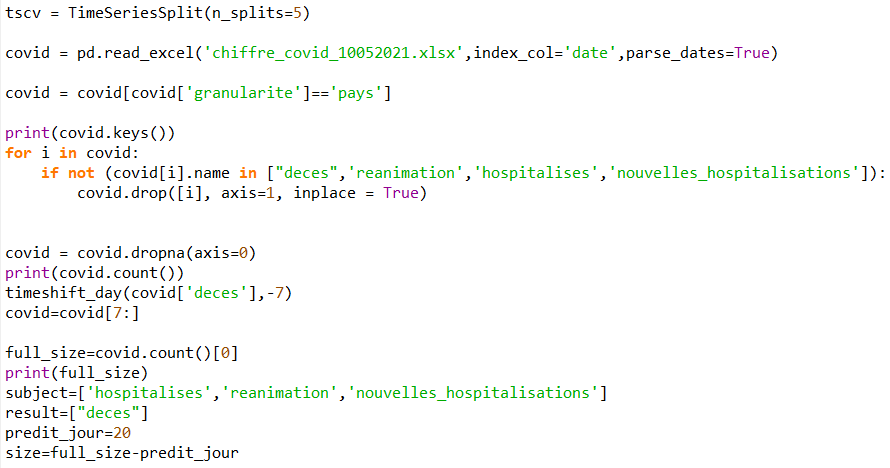 tscv = TimeSeriesSplit(n_splits=5)
covid = pd.read_excel('chiffre_covid_10052021.xlsx',index_col='date',parse_dates=True)
covid = covid[covid['granularite']=='pays']
print(covid.keys())
for i in covid:
    if not (covid[i].name in ["deces",'reanimation','hospitalises','nouvelles_hospitalisations']):
        covid.drop([i], axis=1, inplace = True)
covid = covid.dropna(axis=0)
print(covid.count())
timeshift_day(covid['deces'],-7)
covid=covid[7:]
full_size=covid.count()[0]
print(full_size)
subject=['hospitalises','reanimation','nouvelles_hospitalisations']
result=["deces"]
predit_jour=20
size=full_size-predit_jour